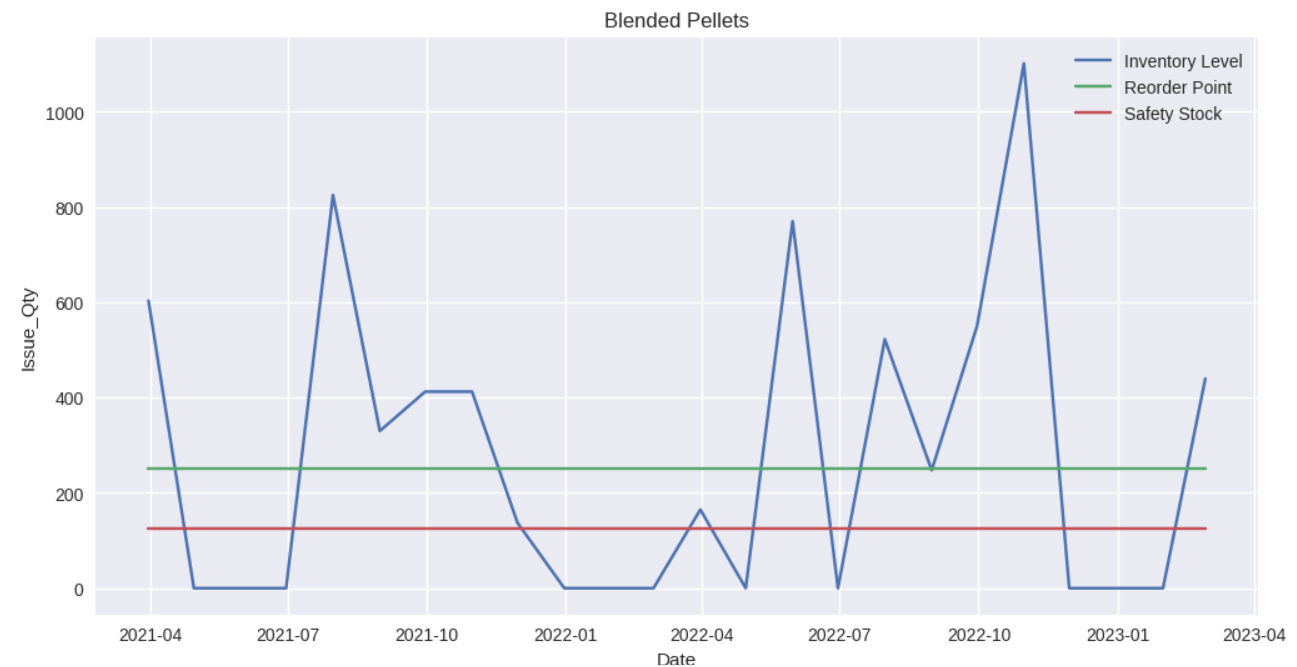 Blended Pellets
Inventory Level
Reorder Point
Safety Stock
Issue_Qty
1000
800
600
400
200
0
2021-04 2021-07 2021-10 2022-01 2022-04 2022-07 2022-10 2023-01 2023-04
Date